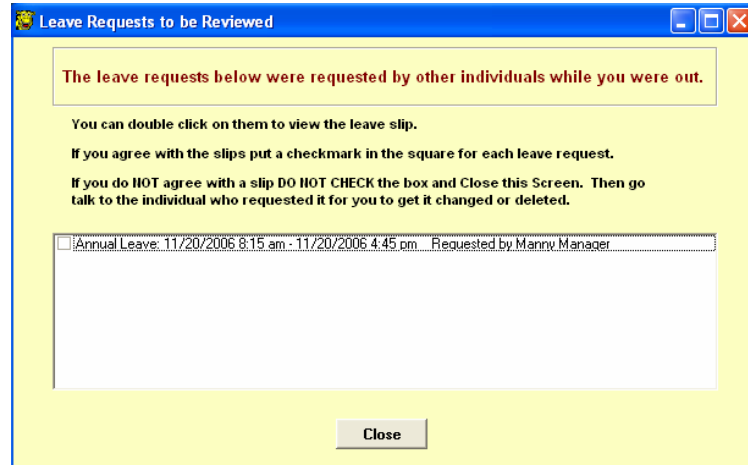 Leave Requests to be Reviewed
The leave requests below were requested by other individuals while you were out.
You can double click on them to view the leave slip.
If you agree with the slips put a checkmark in the square for each leave request.
If you do NOT agree with a slip DO NOT CHECK the box and Close this Screen. Then go
talk to the individual who requested it for you to get it changed or deleted.
Annual Leave: 11/20/2006 8:15 am - 11/20/2006 4:45 pm Requested by Manny Manager
Close